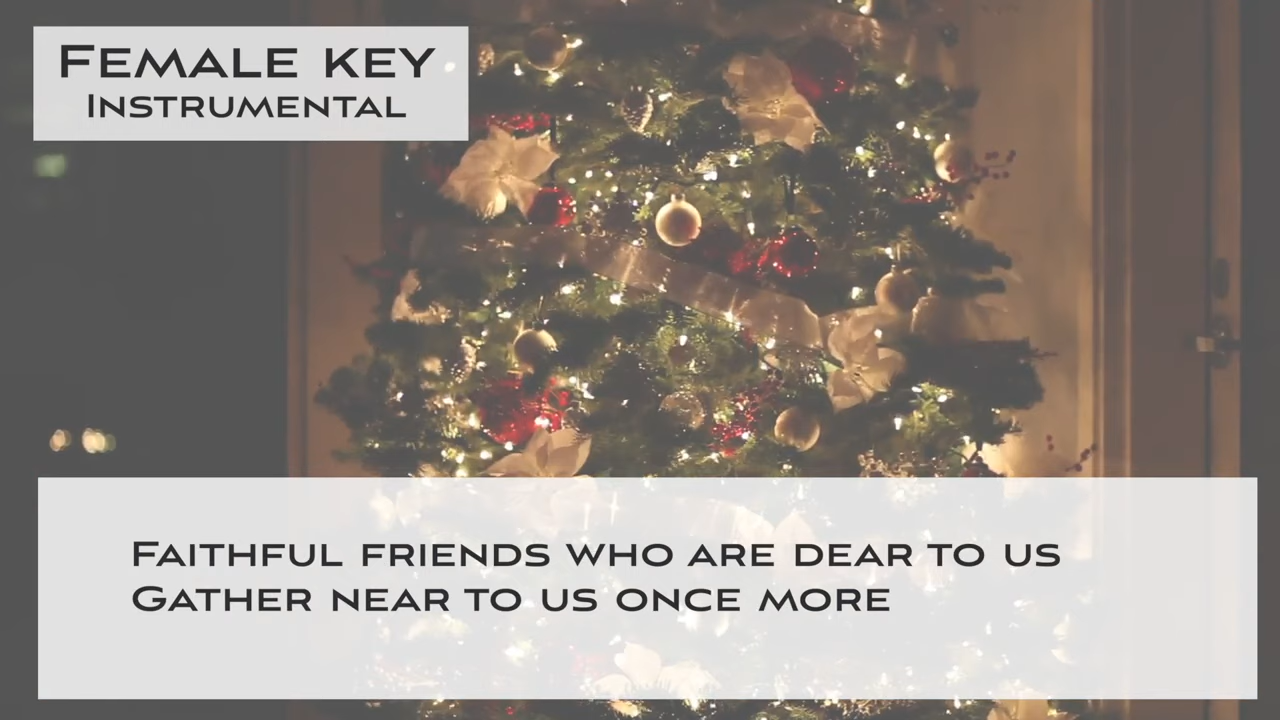 Female key
Instrumental
Faithful friends who are dear to us
Gather near to us once more